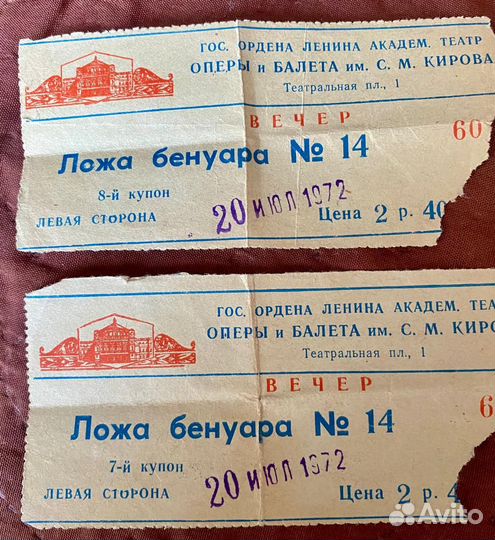 ГОС. ОРДЕНА ЛЕНИНА АКАДЕМ. ТЕАТР
ОПЕРЫ и БАЛЕТА им. С. М. КИРОВА
Театральная пл., 1
ВЕЧЕР
60
Ложа бенуара № 14
8-й купон
20 ИЮЛ 1972
ЛЕВАЯ СТОРОНА
Цена 2 р. 40
ГОС. ОРДЕНА ЛЕНИНА АКАДЕМ. ТЕА
ОПЕРЫ и БАЛЕТА им. С. М. КИРО
Театральная пл., 1
ВЕЧЕР
6
Ложа бенуара № 14
7-й купон
20 ИЮЛ 1972
ЛЕВАЯ СТОРОНА
Цена 2 р. 4
Avito